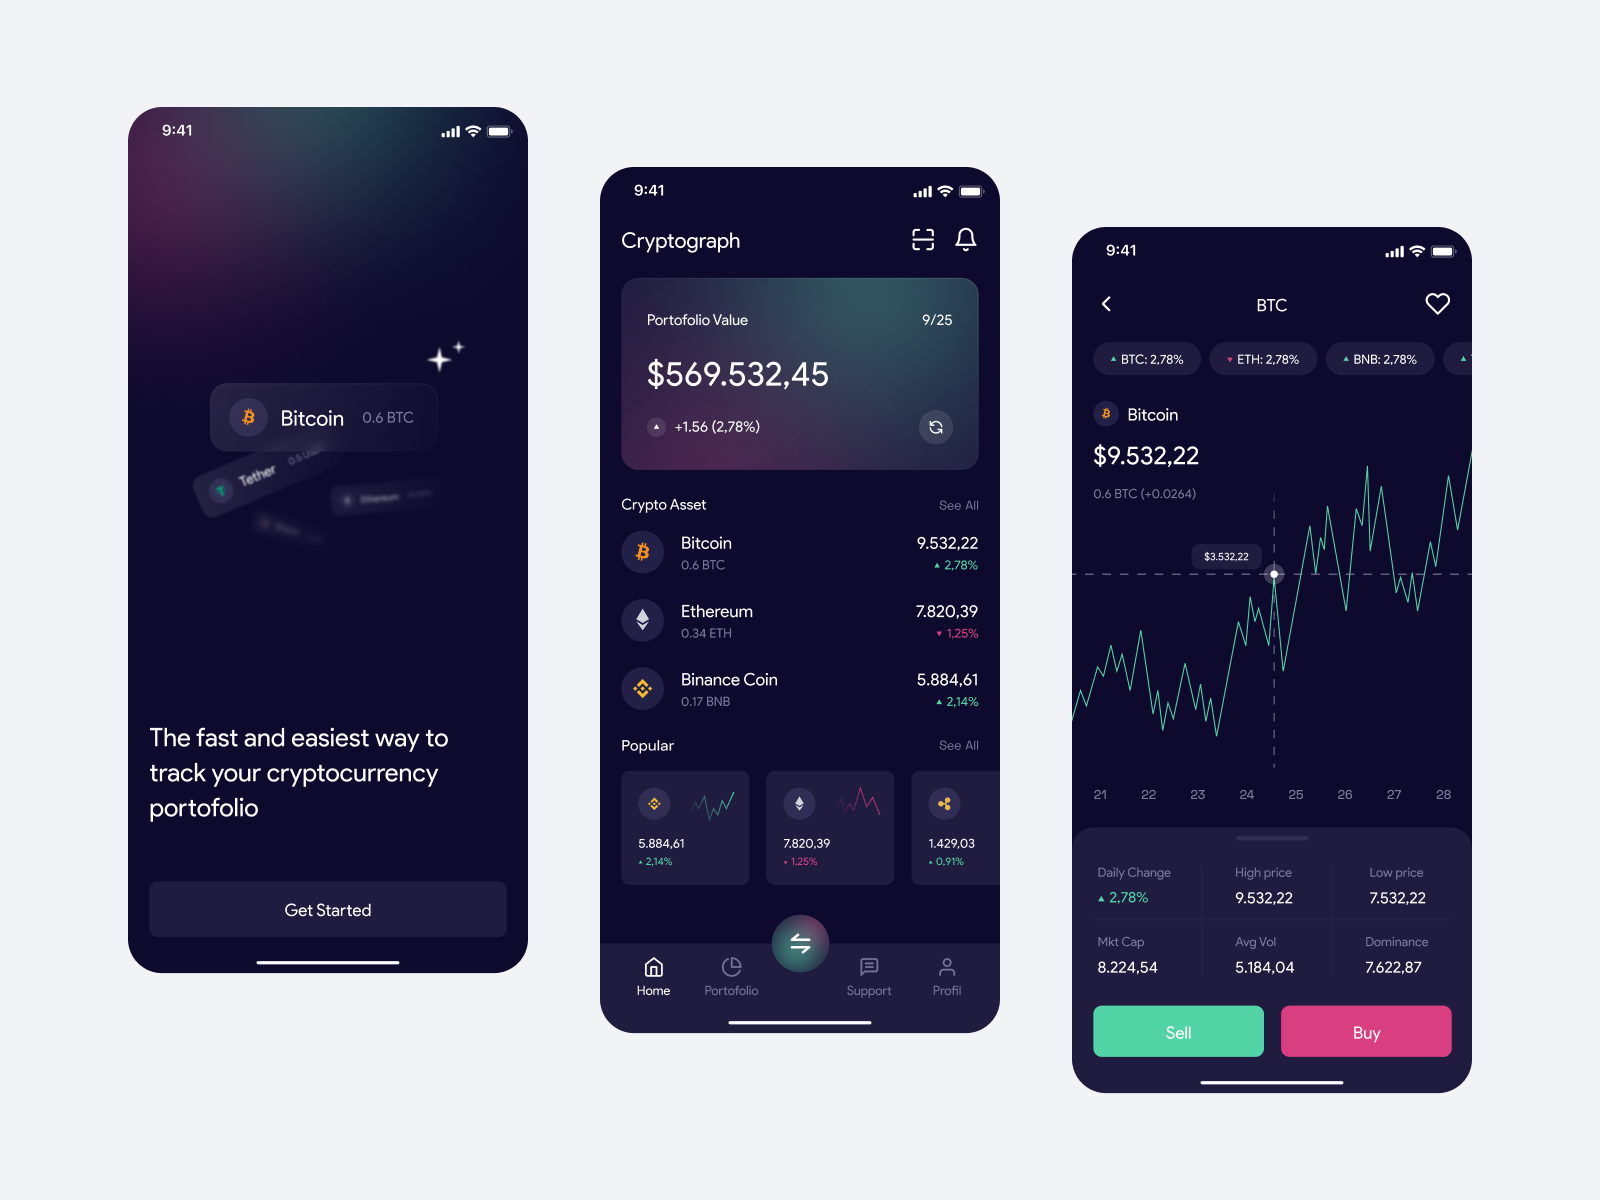 9:41
Bitcoin 0.6 BTC
Tether
Ethereum
The fast and easiest way to
track your cryptocurrency
portofolio
Get Started
9:41
Cryptograph
Portofolio Value 9/25
$569.532,45
+1.56 (2,78%)
Crypto Asset See All
Bitcoin 9.532,22
0.6 BTC 2,78%
Ethereum 7.820,39
0.34 ETH 1,25%
Binance Coin 5.884,61
0.17 BNB 2,14%
Popular See All
5.884,61 7.820,39 1.429,03
2,14% 1,25% 0,91%
Home Portofolio Support Profil
9:41
BTC
BTC: 2,78% ETH: 2,78% BNB: 2,78%
Bitcoin
$9.532,22
0.6 BTC (+0.0264)
$3.532,22
21 22 23 24 25 26 27 28
Daily Change High price Low price
2,78% 9.532,22 7.532,22
Mkt Cap Avg Vol Dominance
8.224,54 5.184,04 7.622,87
Sell Buy